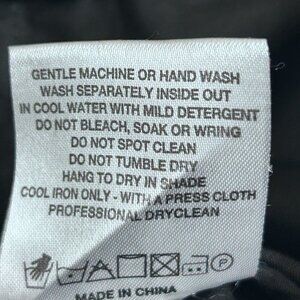 GENTLE MACHINE OR HAND WASH
WASH SEPARATELY INSIDE OUT
IN COOL WATER WITH MILD DETERGENT
DO NOT BLEACH, SOAK OR WRING
DO NOT SPOT CLEAN
DO NOT TUMBLE DRY
HANG TO DRY IN SHADE
COOL IRON ONLY - WITH A PRESS CLOTH
PROFESSIONAL DRYCLEAN
P
MADE IN CHINA